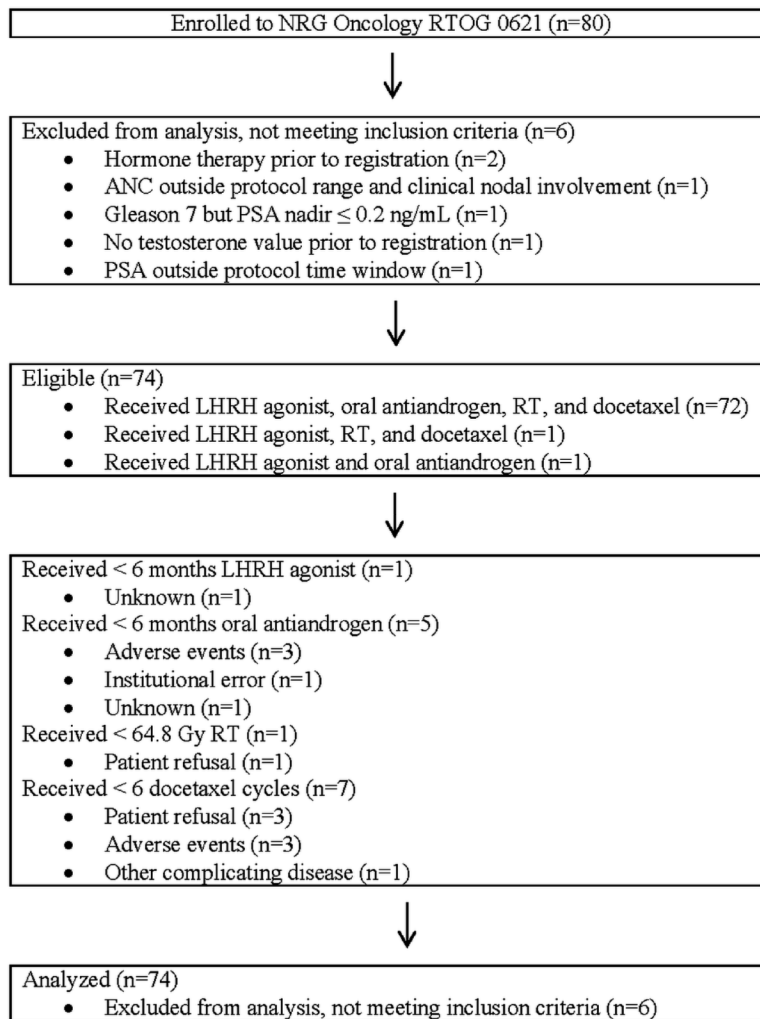 Enrolled to NRG Oncology RTOG 0621 (n=80)
Excluded from analysis, not meeting inclusion criteria (n=6)
• Hormone therapy prior to registration (n=2)
• ANC outside protocol range and clinical nodal involvement (n=1)
• Gleason 7 but PSA nadir ≤ 0.2 ng/mL (n=1)
• No testosterone value prior to registration (n=1)
• PSA outside protocol time window (n=1)
Eligible (n=74)
• Received LHRH agonist, oral antiandrogen, RT, and docetaxel (n=72)
• Received LHRH agonist, RT, and docetaxel (n=1)
• Received LHRH agonist and oral antiandrogen (n=1)
Received < 6 months LHRH agonist (n=1)
• Unknown (n=1)
Received < 6 months oral antiandrogen (n=5)
• Adverse events (n=3)
• Institutional error (n=1)
• Unknown (n=1)
Received < 64.8 Gy RT (n=1)
• Patient refusal (n=1)
Received < 6 docetaxel cycles (n=7)
• Patient refusal (n=3)
• Adverse events (n=3)
• Other complicating disease (n=1)
Analyzed (n=74)
• Excluded from analysis, not meeting inclusion criteria (n=6)